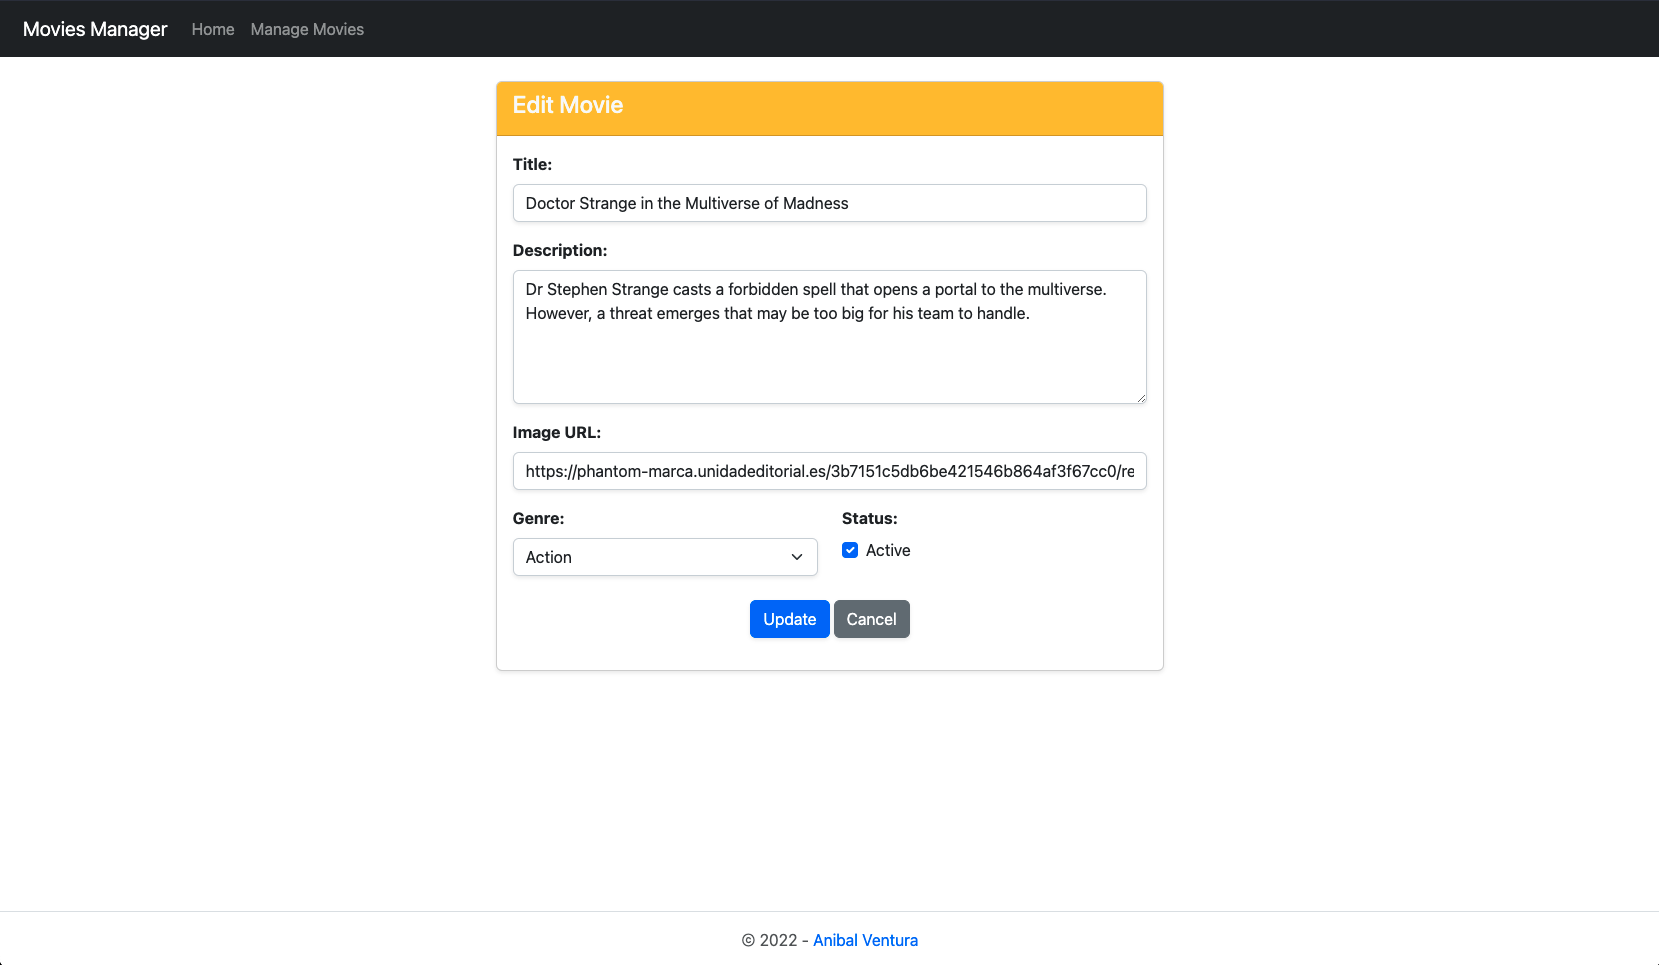 Movies Manager Home Manage Movies
Edit Movie
Title:
Doctor Strange in the Multiverse of Madness
Description:
Dr Stephen Strange casts a forbidden spell that opens a portal to the multiverse.
However, a threat emerges that may be too big for his team to handle.
Image URL:
https://phantom-marca.unidadeditorial.es/3b7151c5db6be421546b864af3f67cc0/re
Genre: Status:
Action Active
Update Cancel
© 2022 - Anibal Ventura